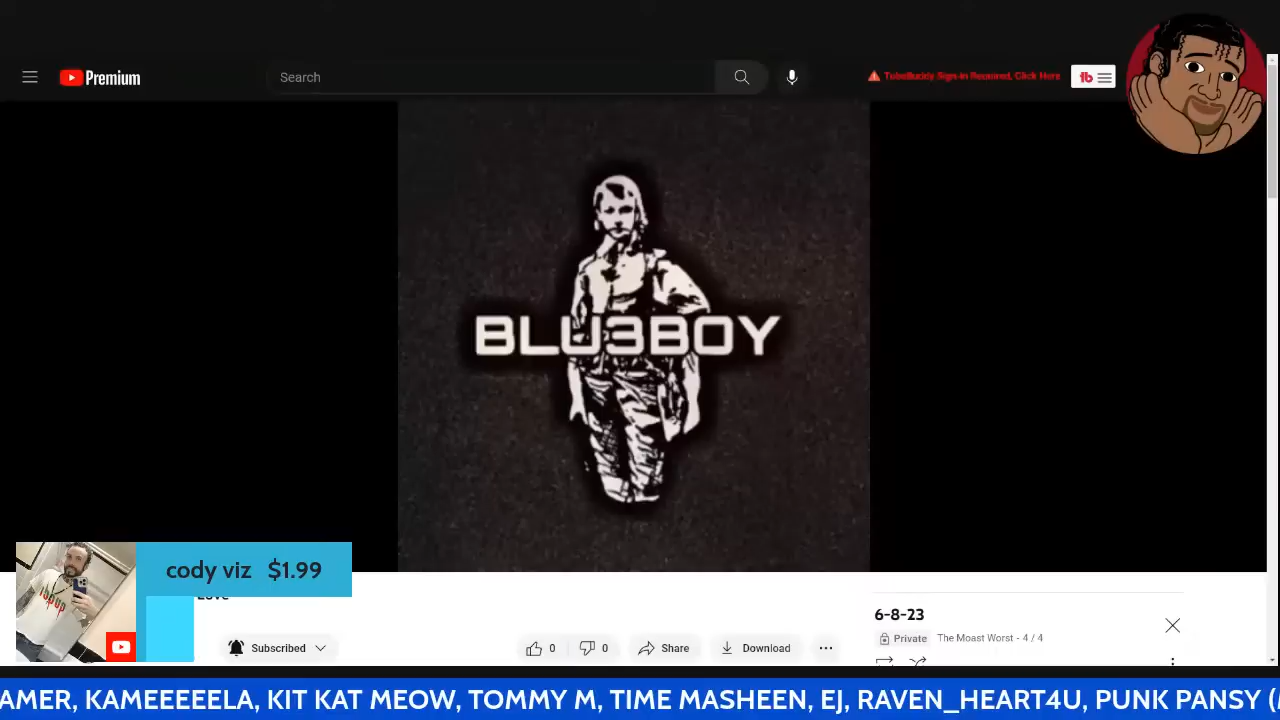 Premium
Search
TubeBuddy Sign-In Required, Click Here
tb
BLU3BOY
cody viz $1.99
Love
6-8-23
Private The Moast Worst - 4 / 4
Subscribed
0
0
Share
Download
AMER, KAMEEEEELA, KIT KAT MEOW, TOMMY M, TIME MASHEEN, EJ, RAVEN_HEART4U, PUNK PANSY (